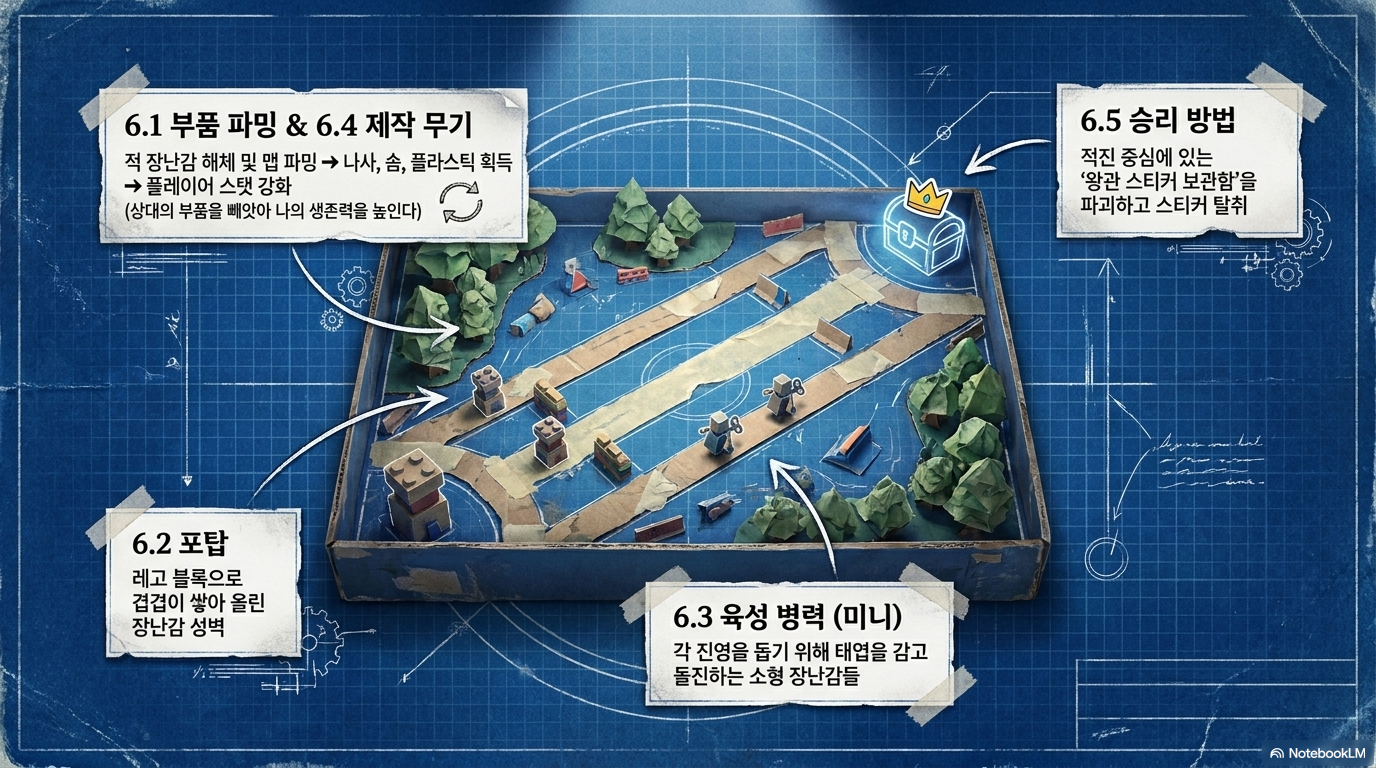 6.1 부품 파밍 & 6.4 제작 무기
적 장난감 해체 및 맵 파밍 → 나사, 솜, 플라스틱 획득
→ 플레이어 스탯 강화
(상대의 부품을 빼앗아 나의 생존력을 높인다)
6.5 승리 방법
적진 중심에 있는
‘왕관 스티커 보관함’을
파괴하고 스티커 탈취
6.2 포탑
레고 블록으로
겹겹이 쌓아 올린
장난감 성벽
6.3 육성 병력 (미니)
각 진영을 돕기 위해 태엽을 감고
돌진하는 소형 장난감들
NotebookLM